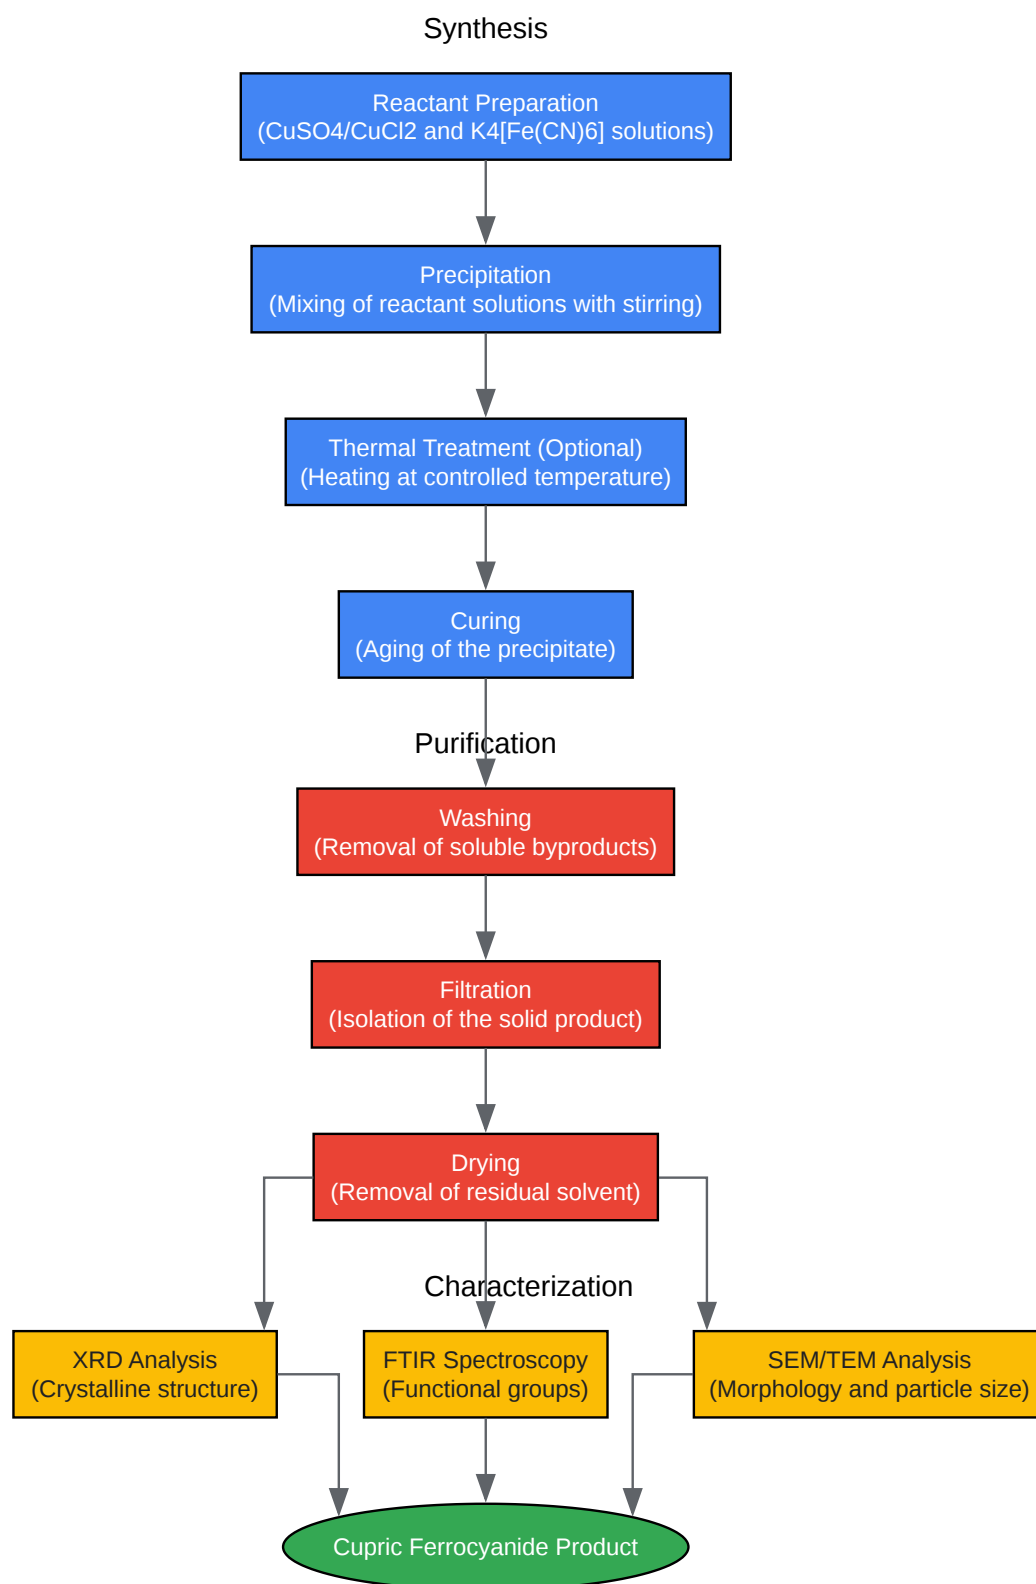 Synthesis
Reactant Preparation
(CuSO4/CuCl2 and K4[Fe(CN)6] solutions)
Precipitation
(Mixing of reactant solutions with stirring)
Thermal Treatment (Optional)
(Heating at controlled temperature)
Curing
(Aging of the precipitate)
Purification
Washing
(Removal of soluble byproducts)
Filtration
(Isolation of the solid product)
Drying
(Removal of residual solvent)
Characterization
XRD Analysis
(Crystalline structure)
FTIR Spectroscopy
(Functional groups)
SEM/TEM Analysis
(Morphology and particle size)
Cupric Ferrocyanide Product